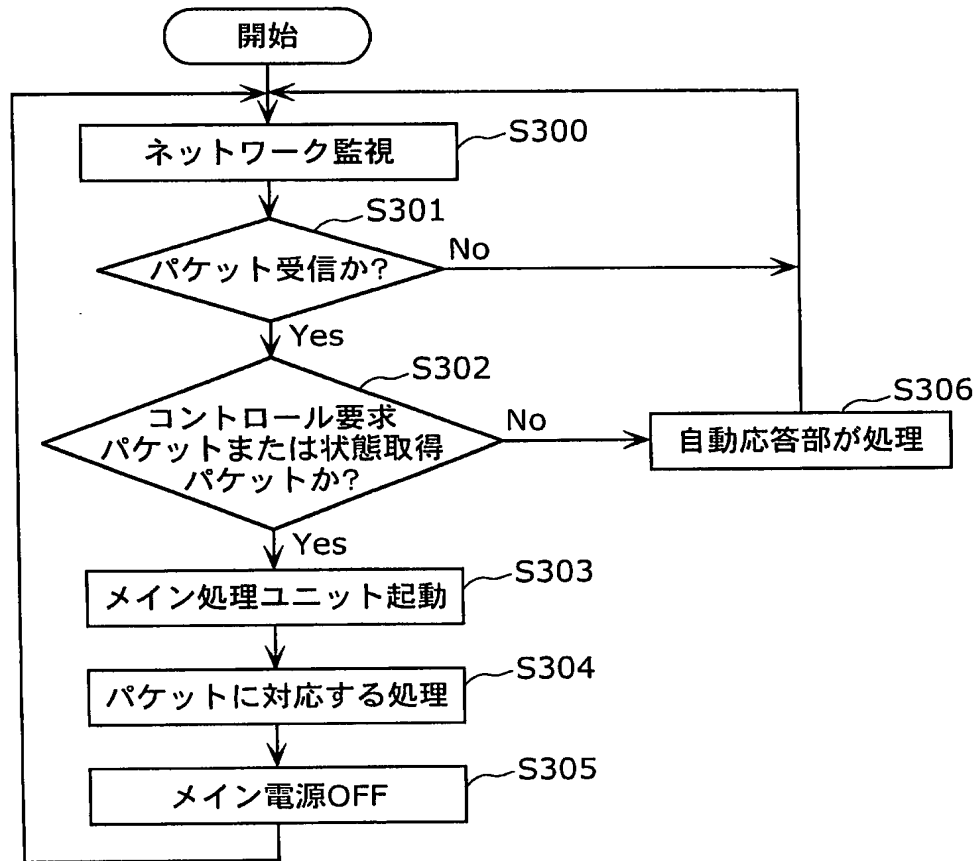 開始
ネットワーク監視
S300
パケット受信か?
S301
No
Yes
コントロール要求
パケットまたは状態取得
パケットか?
S302
No
自動応答部が処理
S306
Yes
メイン処理ユニット起動
S303
パケットに対応する処理
S304
メイン電源OFF
S305